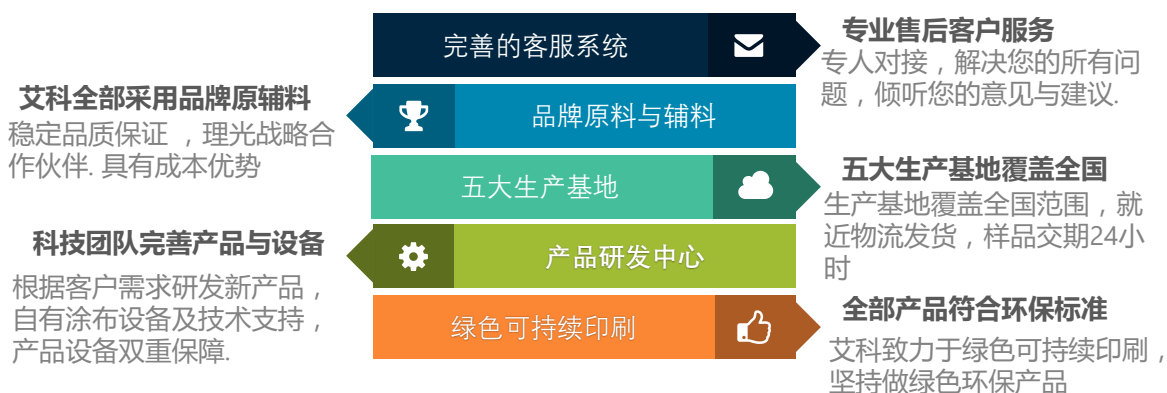 完善的客服系统
专业售后客户服务
专人对接，解决您的所有问
题，倾听您的意见与建议.
艾科全部采用品牌原辅料
稳定品质保证 ，理光战略合
作伙伴. 具有成本优势
品牌原料与辅料
五大生产基地
五大生产基地覆盖全国
生产基地覆盖全国范围，就
近物流发货，样品交期24小
时
科技团队完善产品与设备
根据客户需求研发新产品，
自有涂布设备及技术支持，
产品设备双重保障.
产品研发中心
绿色可持续印刷
全部产品符合环保标准
艾科致力于绿色可持续印刷，
坚持做绿色环保产品